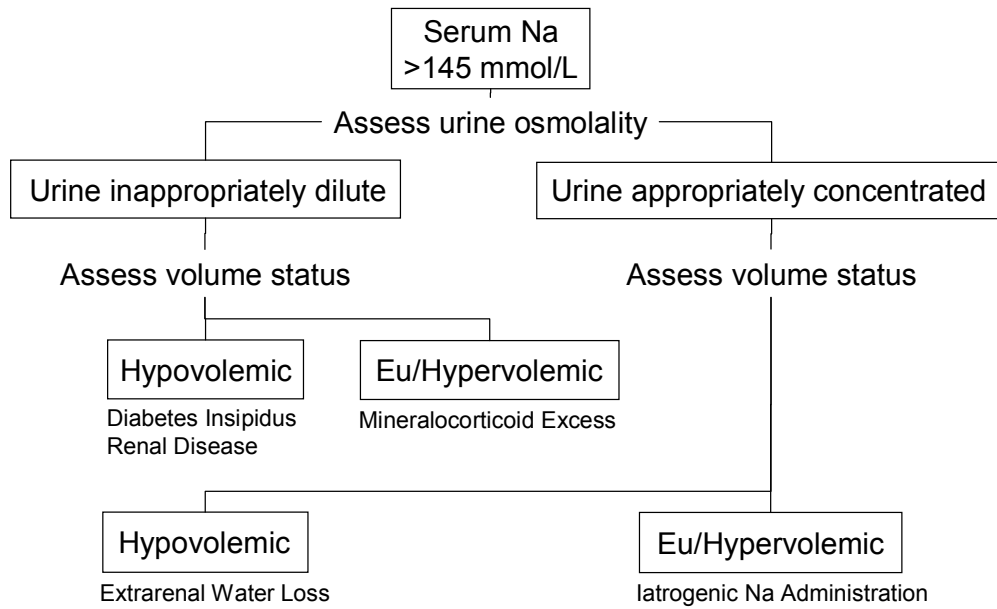 Serum Na
>145 mmol/L
Assess urine osmolality
Urine inappropriately dilute
Urine appropriately concentrated
Assess volume status
Assess volume status
Hypovolemic
Eu/Hypervolemic
Diabetes Insipidus
Renal Disease
Mineralocorticoid Excess
Hypovolemic
Eu/Hypervolemic
Extrarenal Water Loss
Iatrogenic Na Administration